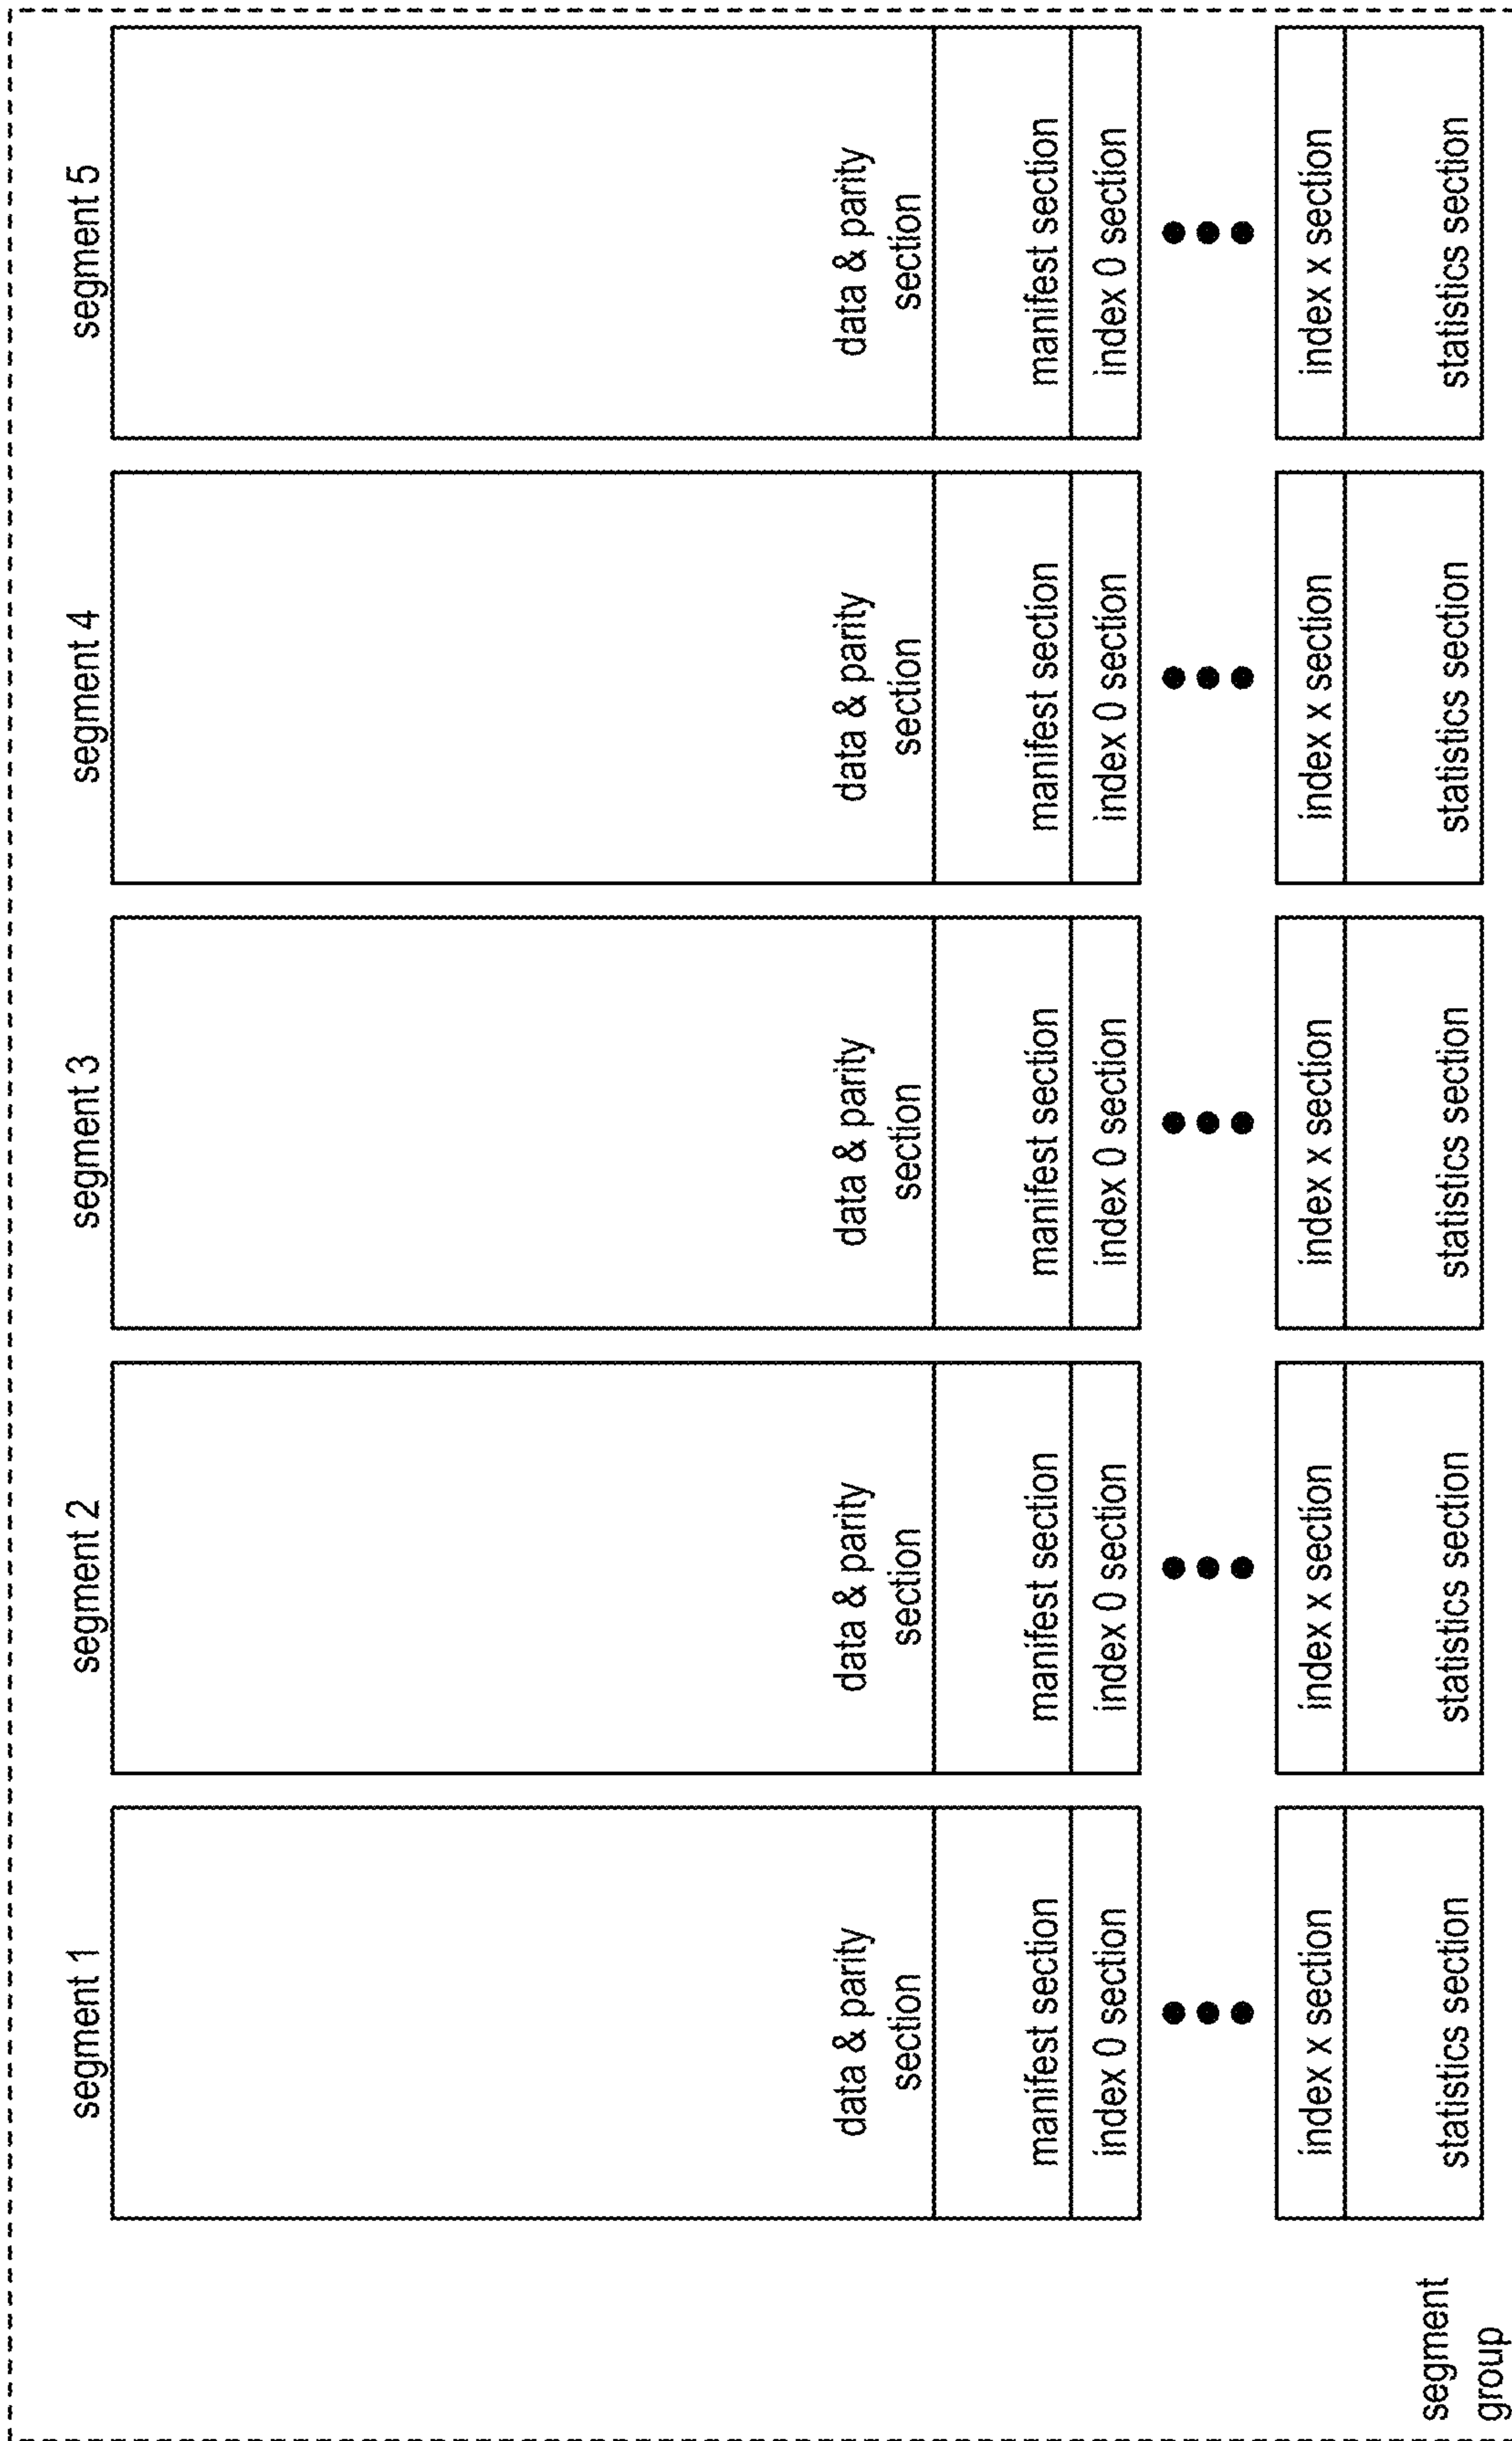 segment 1
data & parity
section
manifest section
index 0 section
index x section
statistics section
segment 2
data & parity
section
manifest section
index 0 section
index x section
statistics section
segment 3
data & parity
section
manifest section
index 0 section
index x section
statistics section
segment 4
data & parity
section
manifest section
index 0 section
index x section
statistics section
segment 5
data & parity
section
manifest section
index 0 section
index x section
statistics section
segment
group